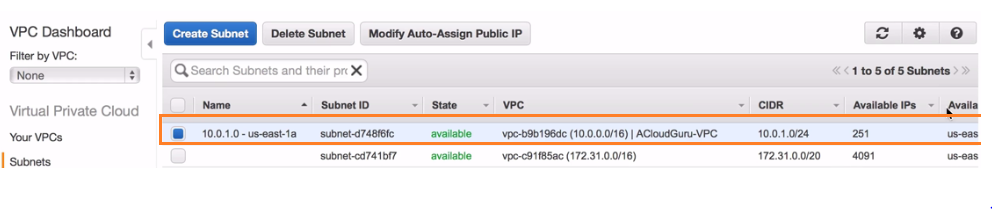 VPC Dashboard
Filter by VPC:
None
Virtual Private Cloud
Your VPCs
Subnets
Create Subnet Delete Subnet Modify Auto-Assign Public IP
Search Subnets and their pro
1 to 5 of 5 Subnets
Name Subnet ID State VPC CIDR Available IPs Availa
10.0.1.0 - us-east-1a subnet-d748f6fc available vpc-b9b196dc (10.0.0.0/16) | ACloudGuru-VPC 10.0.1.0/24 251 us-eas
subnet-cd741bf7 available vpc-c91f85ac (172.31.0.0/16) 172.31.0.0/20 4091 us-eas